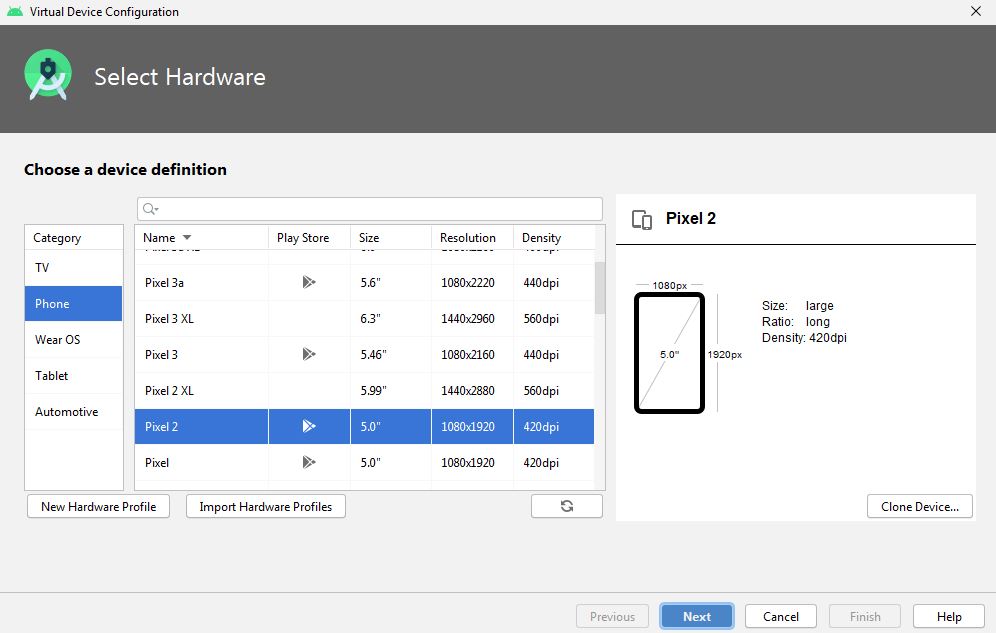 Virtual Device Configuration
Select Hardware
Choose a device definition
Category
TV
Phone
Wear OS
Tablet
Automotive
Name Play Store Size Resolution Density
Pixel 3a 5.6" 1080x2220 440dpi
Pixel 3 XL 6.3" 1440x2960 560dpi
Pixel 3 5.46" 1080x2160 440dpi
Pixel 2 XL 5.99" 1440x2880 560dpi
Pixel 2 5.0" 1080x1920 420dpi
Pixel 5.0" 1080x1920 420dpi
New Hardware Profile Import Hardware Profiles
Pixel 2
1080px
5.0"
1920px
Size: large
Ratio: long
Density: 420dpi
Clone Device...
Previous Next Cancel Finish Help